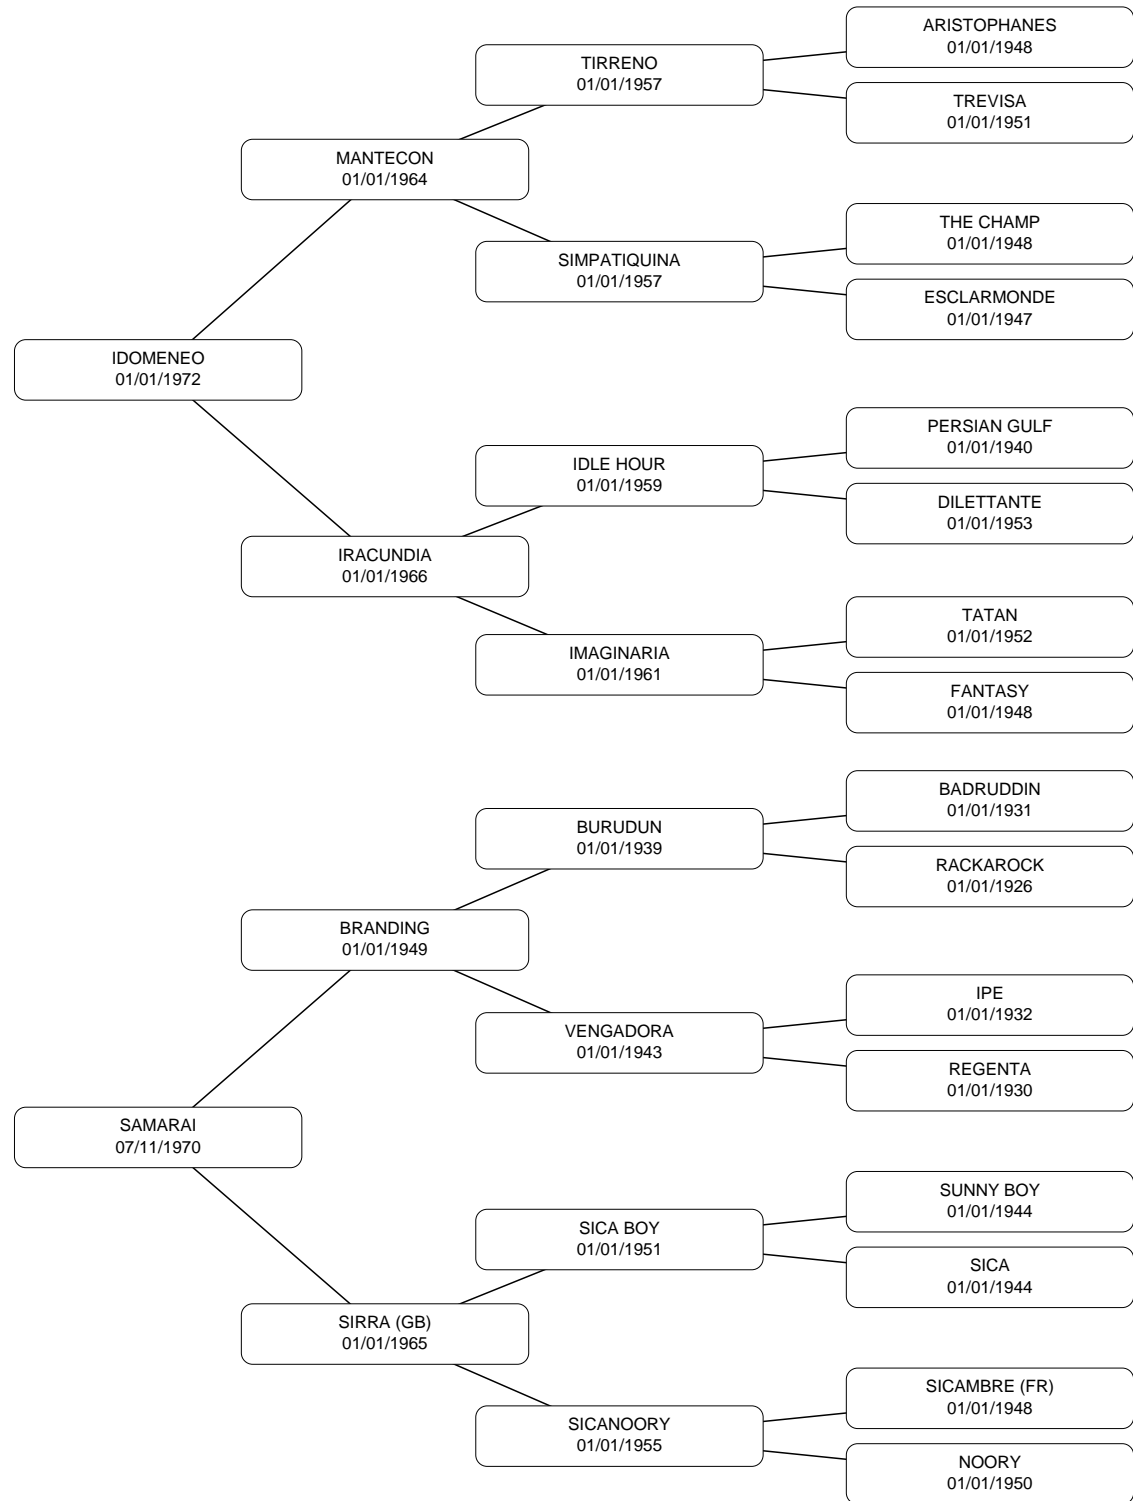 ARISTOPHANES
01/01/1948
TIRRENO
01/01/1957
TREVISA
01/01/1951
MANTECON
01/01/1964
THE CHAMP
01/01/1948
SIMPATIQUINA
01/01/1957
ESCLARMONDE
01/01/1947
IDOMENEO
01/01/1972
PERSIAN GULF
01/01/1940
IDLE HOUR
01/01/1959
DILETTANTE
01/01/1953
IRACUNDIA
01/01/1966
TATAN
01/01/1952
IMAGINARIA
01/01/1961
FANTASY
01/01/1948
BADRUDDIN
01/01/1931
BURUDUN
01/01/1939
RACKAROCK
01/01/1926
BRANDING
01/01/1949
IPE
01/01/1932
VENGADORA
01/01/1943
REGENTA
01/01/1930
SAMARAI
07/11/1970
SUNNY BOY
01/01/1944
SICA BOY
01/01/1951
SICA
01/01/1944
SIRRA (GB)
01/01/1965
SICAMBRE (FR)
01/01/1948
SICANOORY
01/01/1955
NOORY
01/01/1950